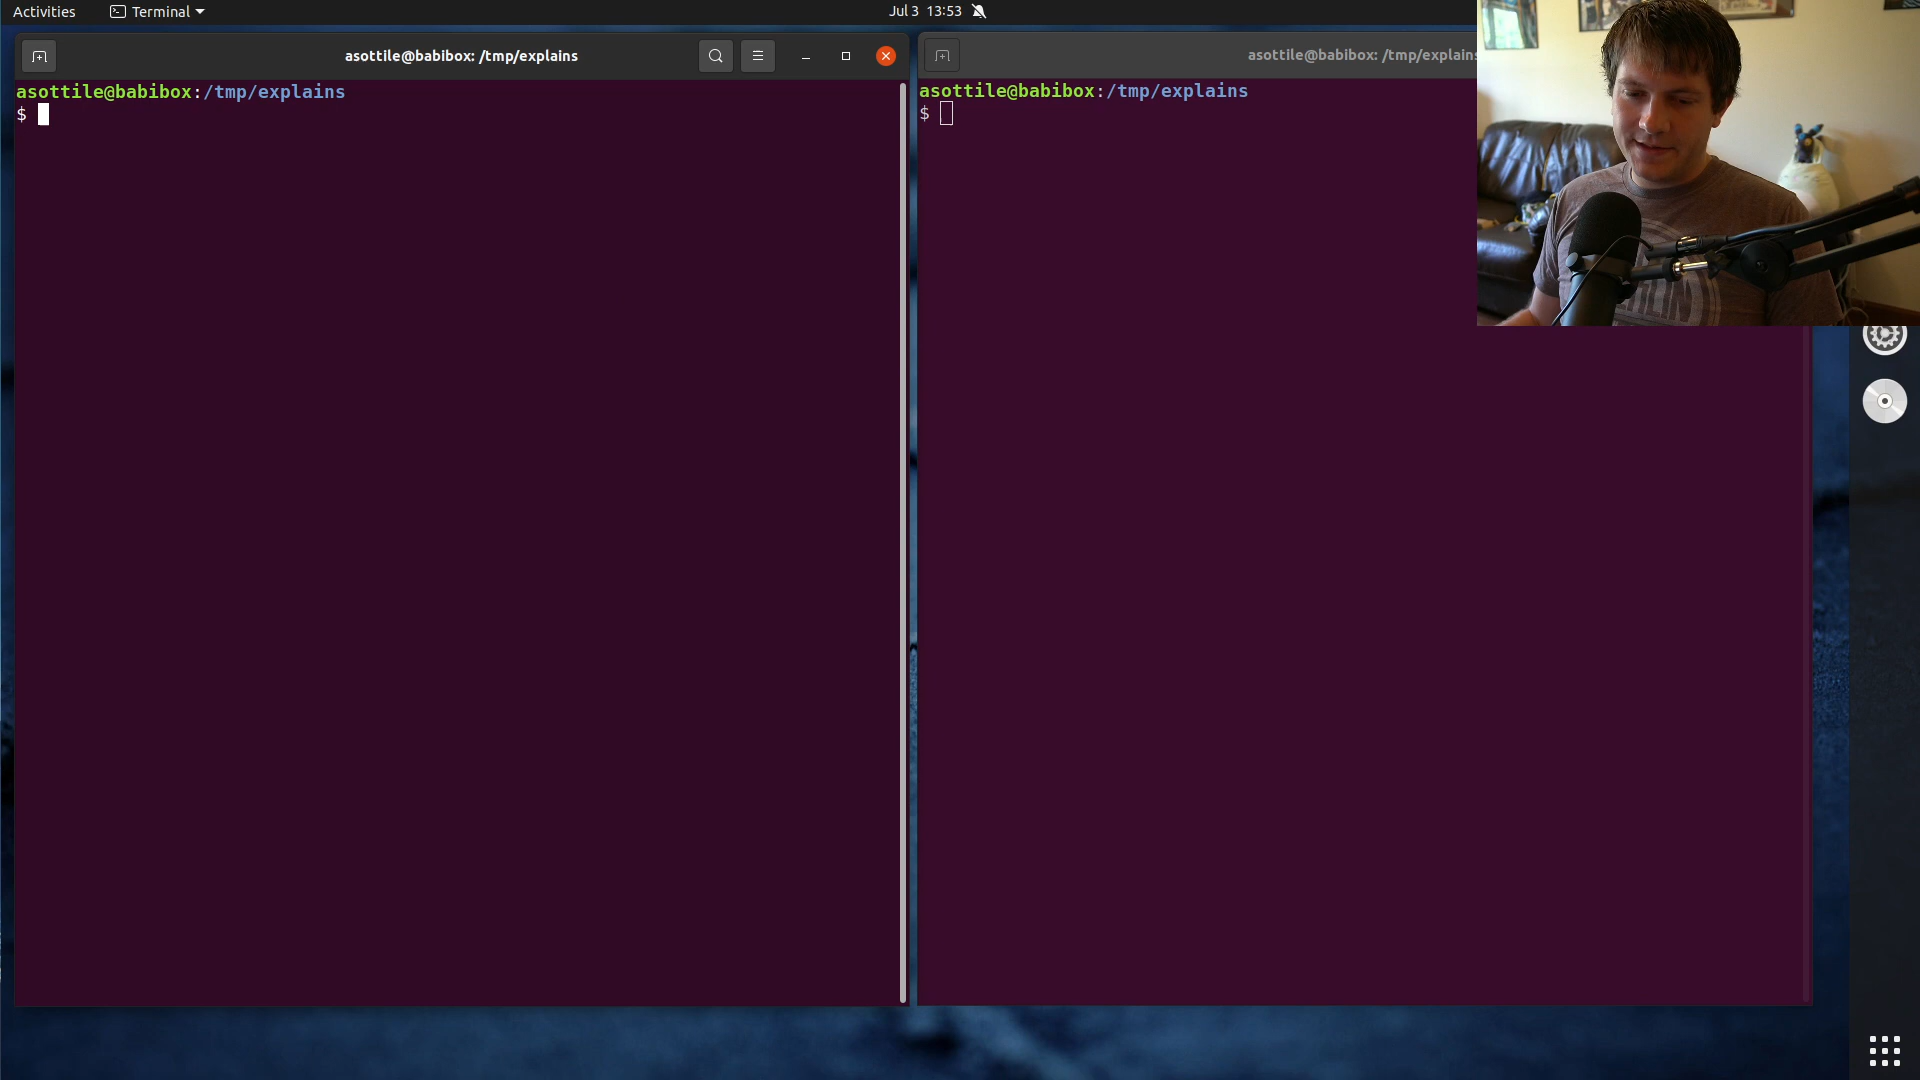 Activities
Terminal
Jul 3 13:53
asottile@babibox: /tmp/explains
asottile@babibox:/tmp/explains
$
asottile@babibox: /tmp/explains
asottile@babibox:/tmp/explains
$